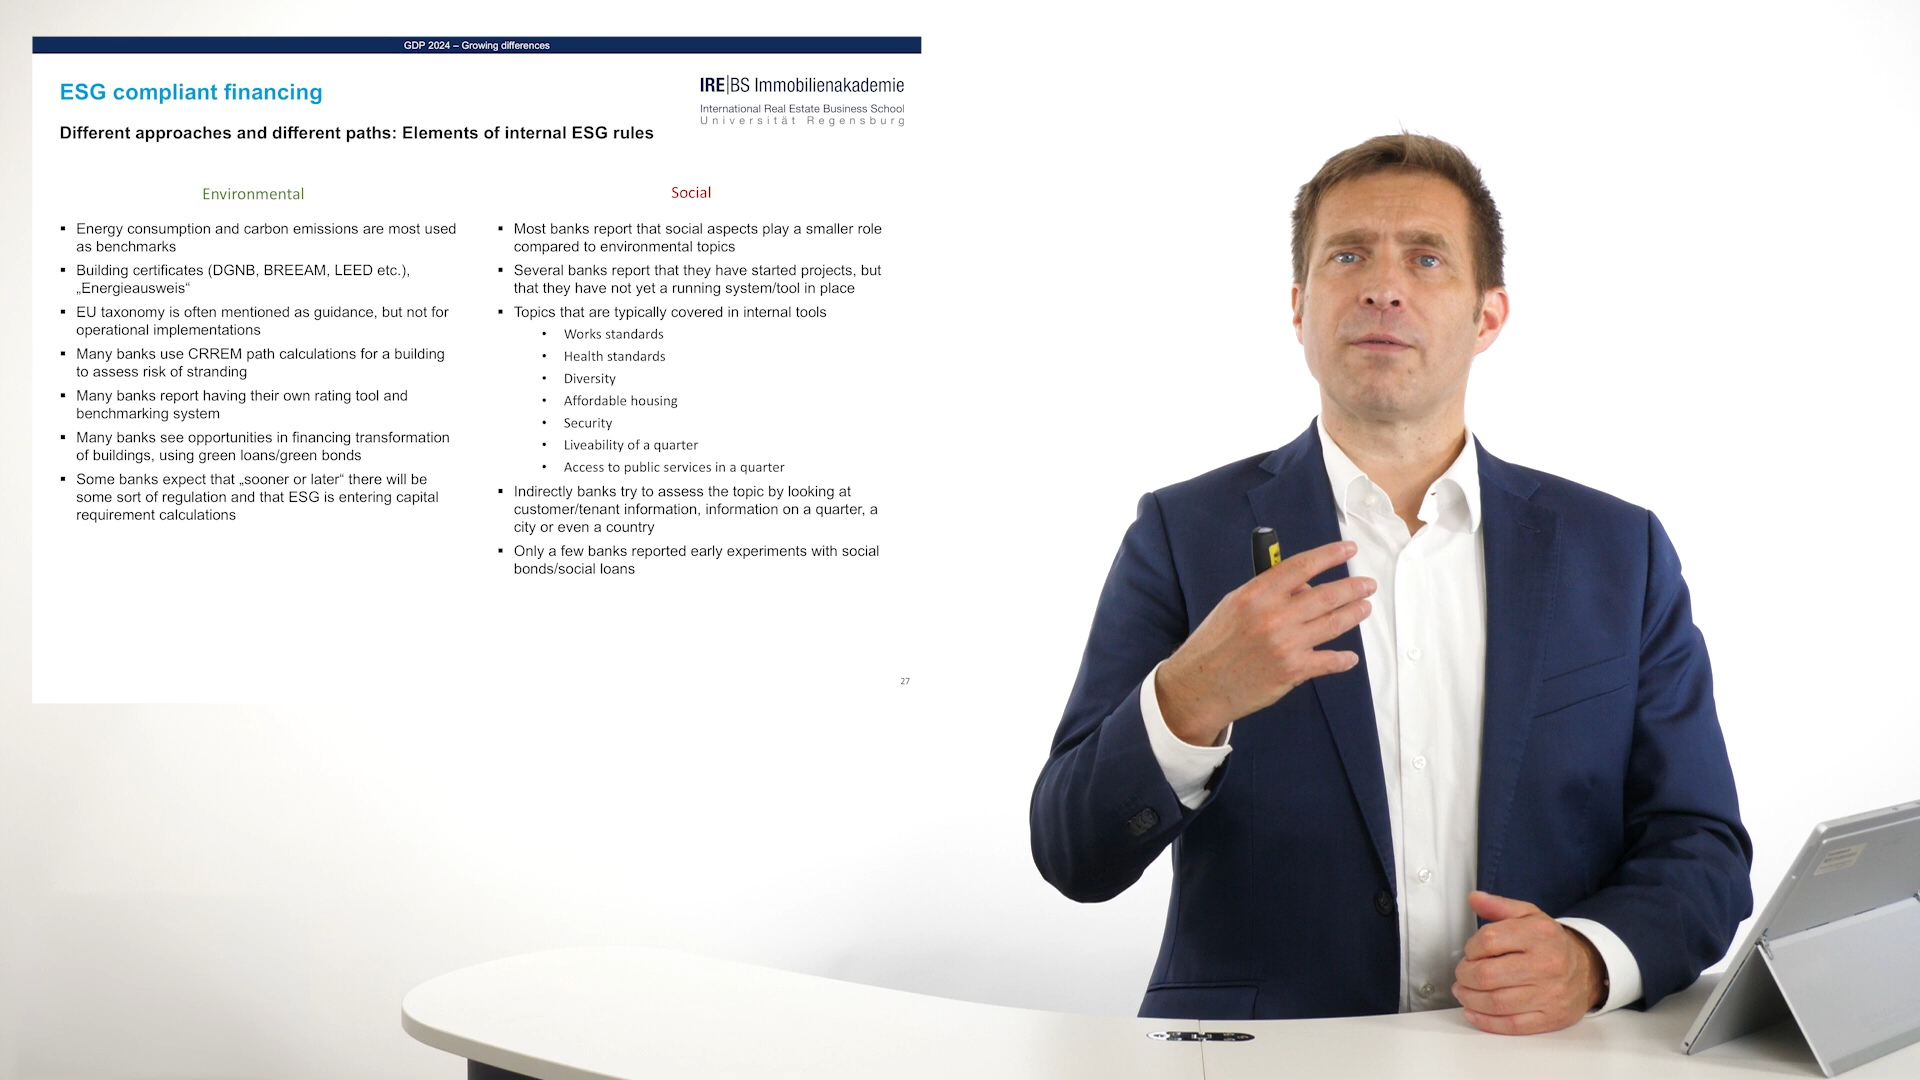 GDP 2024 – Growing differences
ESG compliant financing
IRE|BS Immobilienakademie
International Real Estate Business School
Universität Regensburg
Different approaches and different paths: Elements of internal ESG rules
Environmental
▪ Energy consumption and carbon emissions are most used
as benchmarks
▪ Building certificates (DGNB, BREEAM, LEED etc.),
„Energieausweis“
▪ EU taxonomy is often mentioned as guidance, but not for
operational implementations
▪ Many banks use CRREM path calculations for a building
to assess risk of stranding
▪ Many banks report having their own rating tool and
benchmarking system
▪ Many banks see opportunities in financing transformation
of buildings, using green loans/green bonds
▪ Some banks expect that „sooner or later“ there will be
some sort of regulation and that ESG is entering capital
requirement calculations
Social
▪ Most banks report that social aspects play a smaller role
compared to environmental topics
▪ Several banks report that they have started projects, but
that they have not yet a running system/tool in place
▪ Topics that are typically covered in internal tools
• Works standards
• Health standards
• Diversity
• Affordable housing
• Security
• Liveability of a quarter
• Access to public services in a quarter
▪ Indirectly banks try to assess the topic by looking at
customer/tenant information, information on a quarter, a
city or even a country
▪ Only a few banks reported early experiments with social
bonds/social loans
27